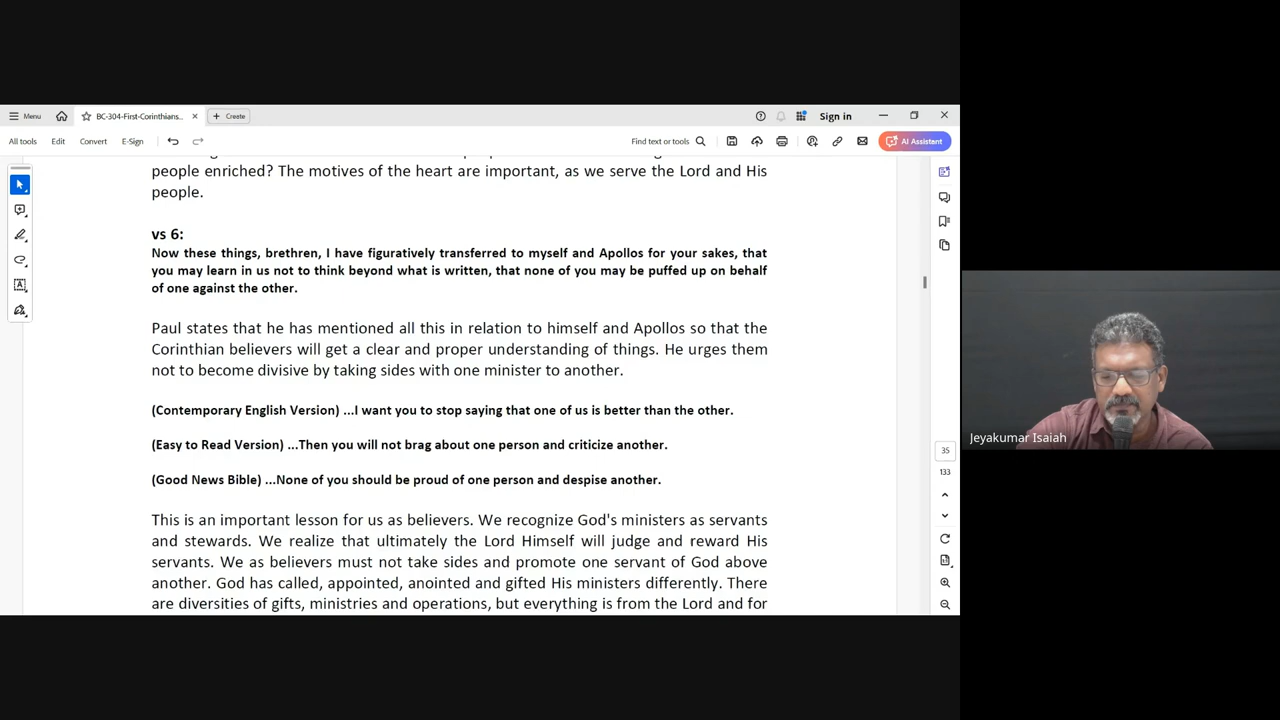 Menu
BC-304-First-Corinthians...
Create
Sign in
All tools
Edit
Convert
E-Sign
Find text or tools
AI Assistant
people enriched? The motives of the heart are important, as we serve the Lord and His
people.
vs 6:
Now these things, brethren, I have figuratively transferred to myself and Apollos for your sakes, that
you may learn in us not to think beyond what is written, that none of you may be puffed up on behalf
of one against the other.
Paul states that he has mentioned all this in relation to himself and Apollos so that the
Corinthian believers will get a clear and proper understanding of things. He urges them
not to become divisive by taking sides with one minister to another.
(Contemporary English Version) ...I want you to stop saying that one of us is better than the other.
(Easy to Read Version) ...Then you will not brag about one person and criticize another.
(Good News Bible) ...None of you should be proud of one person and despise another.
This is an important lesson for us as believers. We recognize God's ministers as servants
and stewards. We realize that ultimately the Lord Himself will judge and reward His
servants. We as believers must not take sides and promote one servant of God above
another. God has called, appointed, anointed and gifted His ministers differently. There
are diversities of gifts, ministries and operations, but everything is from the Lord and for
35
133
Jeyakumar Isaiah